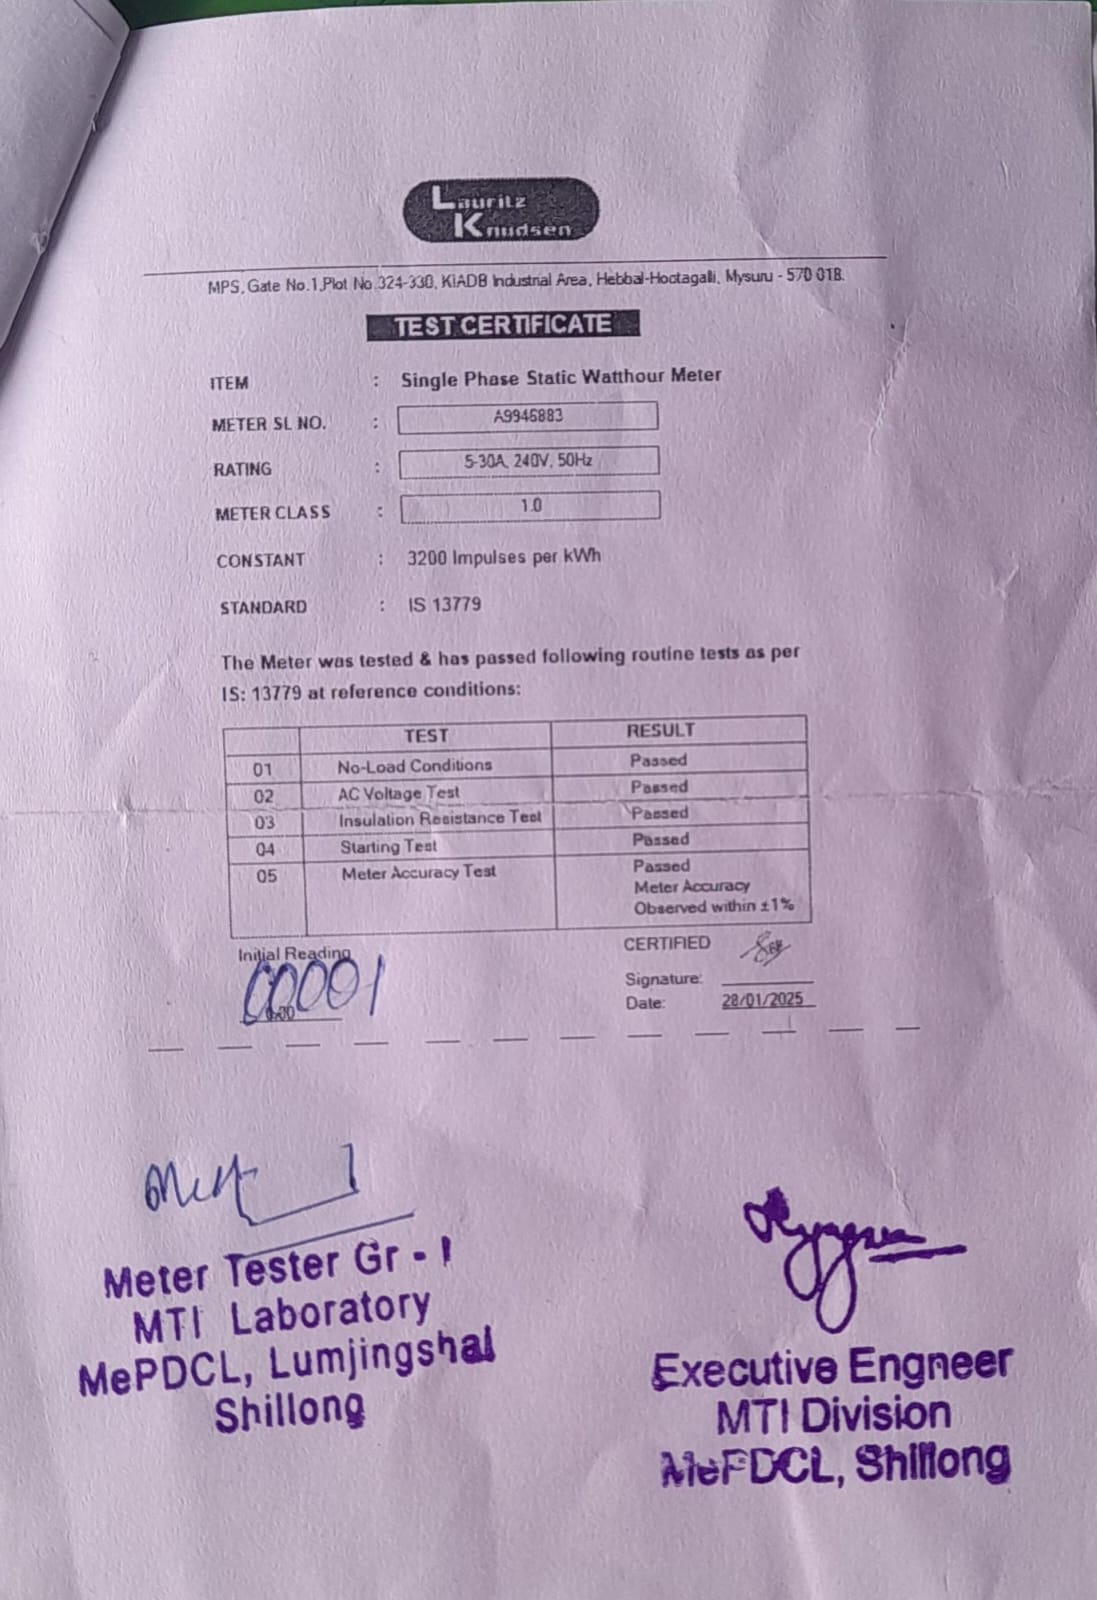 Lauritz
Knudsen
MPS, Gate No.1,Plot No.324-330, KIADB Industrial Area, Hebbal-Hootagalli, Mysuru - 570 018.
TEST CERTIFICATE
ITEM : Single Phase Static Watthour Meter
METER SL NO. : A9946883
RATING : 5-30A, 240V, 50Hz
METER CLASS : 1.0
CONSTANT : 3200 Impulses per kWh
STANDARD : IS 13779
The Meter was tested & has passed following routine tests as per
IS: 13779 at reference conditions:
TEST RESULT
01 No-Load Conditions Passed
02 AC Voltage Test Passed
03 Insulation Resistance Test Passed
04 Starting Test Passed
05 Meter Accuracy Test Passed
Meter Accuracy
Observed within ±1%
Initial Reading
00001
0.00
CERTIFIED
Signature:
Date: 28/01/2025
Meter Tester Gr - I
MTI Laboratory
MePDCL, Lumjingshai
Shillong
Executive Engneer
MTI Division
MePDCL, Shillong